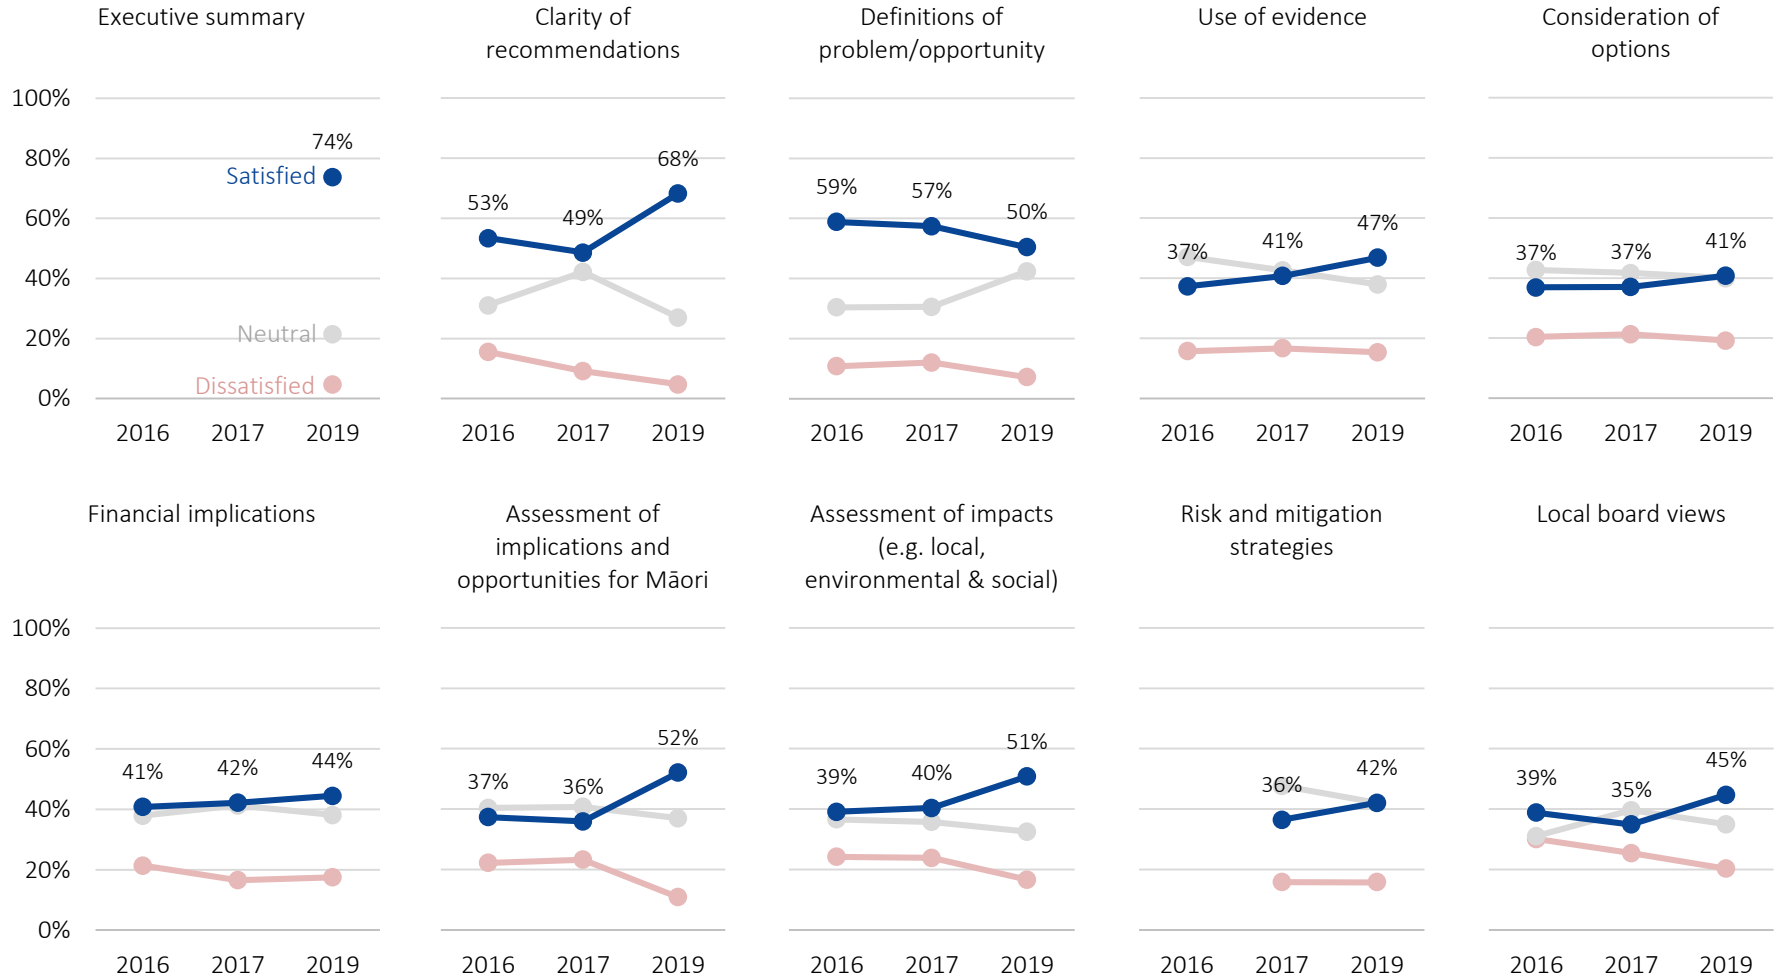 Executive summary
Clarity of
recommendations
Definitions of
problem/opportunity
Use of evidence
Consideration of
options
100%
80%
60%
40%
20%
0%
74%
Satisfied
Neutral
Dissatisfied
2016 2017 2019
53%
49%
68%
2016 2017 2019
59%
57%
50%
2016 2017 2019
37%
41%
47%
2016 2017 2019
37%
37%
41%
2016 2017 2019
Financial implications
Assessment of
implications and
opportunities for Māori
Assessment of impacts
(e.g. local,
environmental & social)
Risk and mitigation
strategies
Local board views
100%
80%
60%
40%
20%
0%
41%
42%
44%
2016 2017 2019
37%
36%
52%
2016 2017 2019
39%
40%
51%
2016 2017 2019
36%
42%
2016 2017 2019
39%
35%
45%
2016 2017 2019